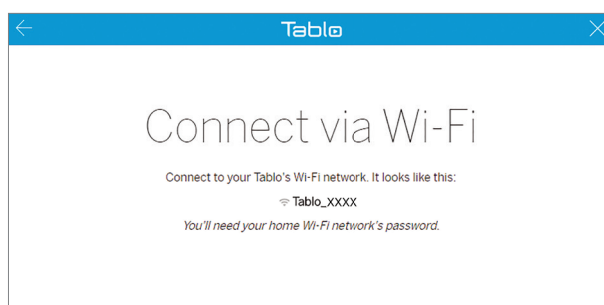 Tablo
Connect via Wi-Fi
Connect to your Tablo's Wi-Fi network. It looks like this:
Tablo_XXXX
You'll need your home Wi-Fi network's password.